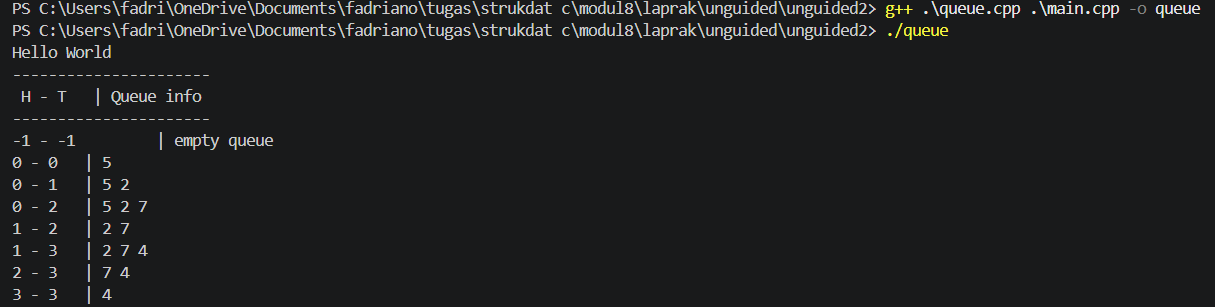 PS C:\Users\fadri\OneDrive\Documents\fadriano\tugas\strukdat c\modul8\laprak\unguided\unguided2> g++ .\queue.cpp .\main.cpp -o queue
PS C:\Users\fadri\OneDrive\Documents\fadriano\tugas\strukdat c\modul8\laprak\unguided\unguided2> ./queue
Hello World
----------------------
 H - T   | Queue info
----------------------
-1 - -1         | empty queue
0 - 0   | 5
0 - 1   | 5 2
0 - 2   | 5 2 7
1 - 2   | 2 7
1 - 3   | 2 7 4
2 - 3   | 7 4
3 - 3   | 4